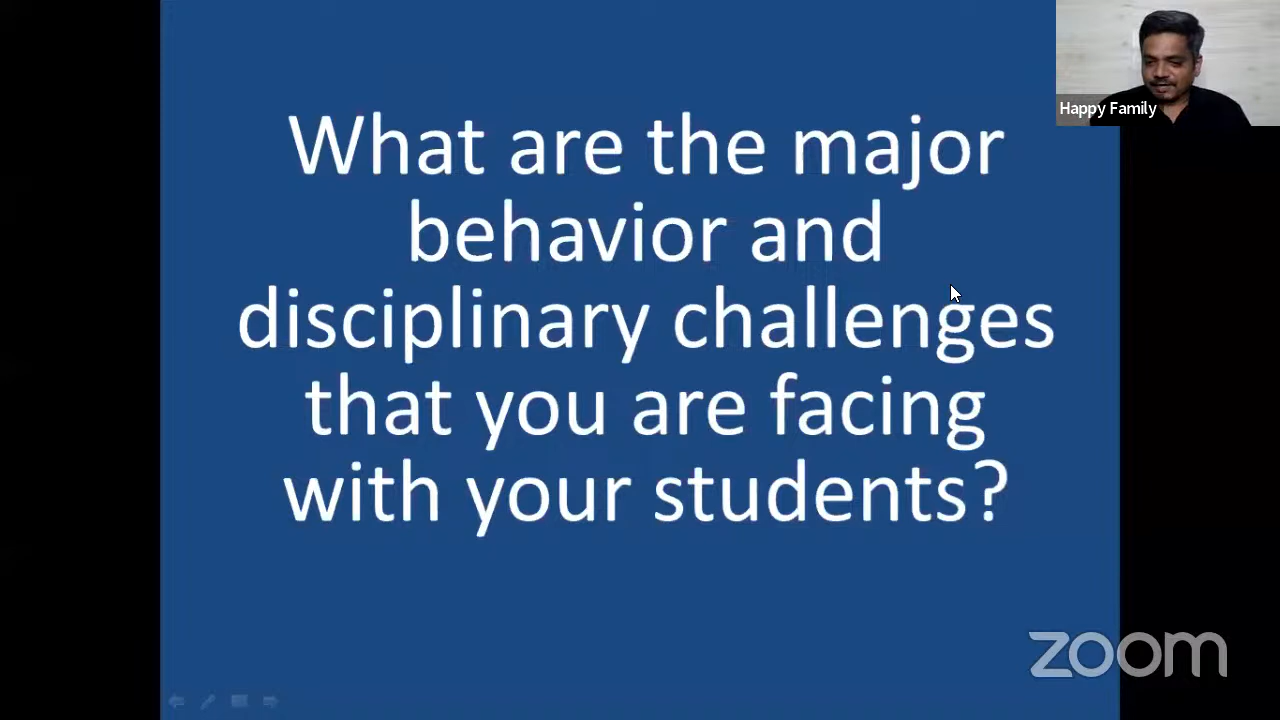 What are the major
behavior and
disciplinary challenges
that you are facing
with your students?
Happy Family
zoom